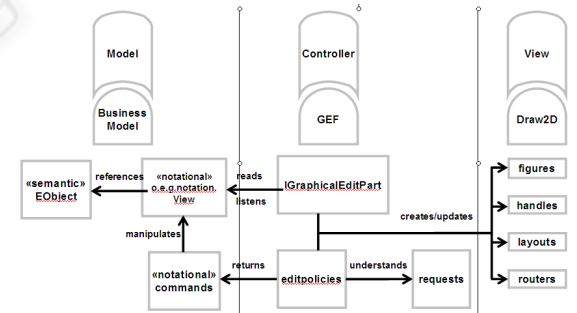 Model
Controller
View
Business
Model
GEF
Draw2D
«semantic»
EObject
references
«notational»
o.e.g.notation.
View
reads
listens
IGraphicalEditPart
creates/updates
figures
handles
layouts
routers
manipulates
«notational»
commands
returns
editpolicies
understands
requests